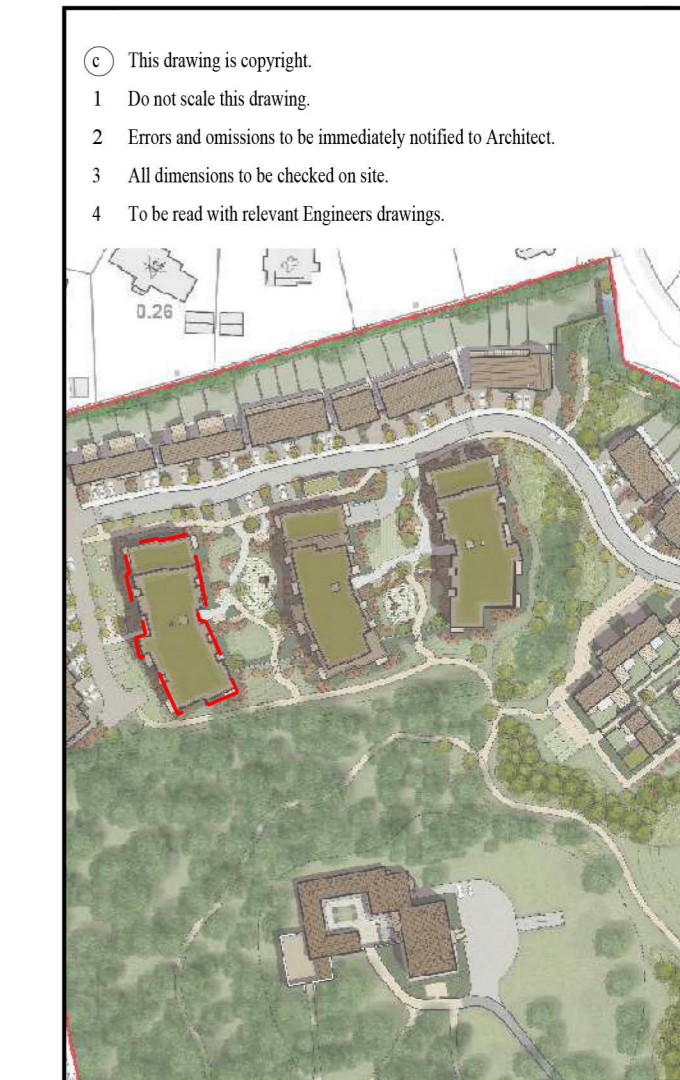 c This drawing is copyright.
1 Do not scale this drawing.
2 Errors and omissions to be immediately notified to Architect.
3 All dimensions to be checked on site.
4 To be read with relevant Engineers drawings.
0.26